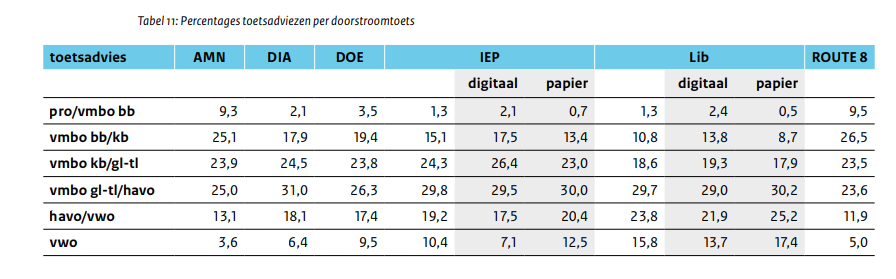 Tabel 11: Percentages toetsadviezen per doorstroomtoets
toetsadvies AMN DIA DOE IEP Lib ROUTE 8
digitaal papier digitaal papier
pro/vmbo bb 9,3 2,1 3,5 1,3 2,1 0,7 1,3 2,4 0,5 9,5
vmbo bb/kb 25,1 17,9 19,4 15,1 17,5 13,4 10,8 13,8 8,7 26,5
vmbo kb/gl-tl 23,9 24,5 23,8 24,3 26,4 23,0 18,6 19,3 17,9 23,5
vmbo gl-tl/havo 25,0 31,0 26,3 29,8 29,5 30,0 29,7 29,0 30,2 23,6
havo/vwo 13,1 18,1 17,4 19,2 17,5 20,4 23,8 21,9 25,2 11,9
vwo 3,6 6,4 9,5 10,4 7,1 12,5 15,8 13,7 17,4 5,0